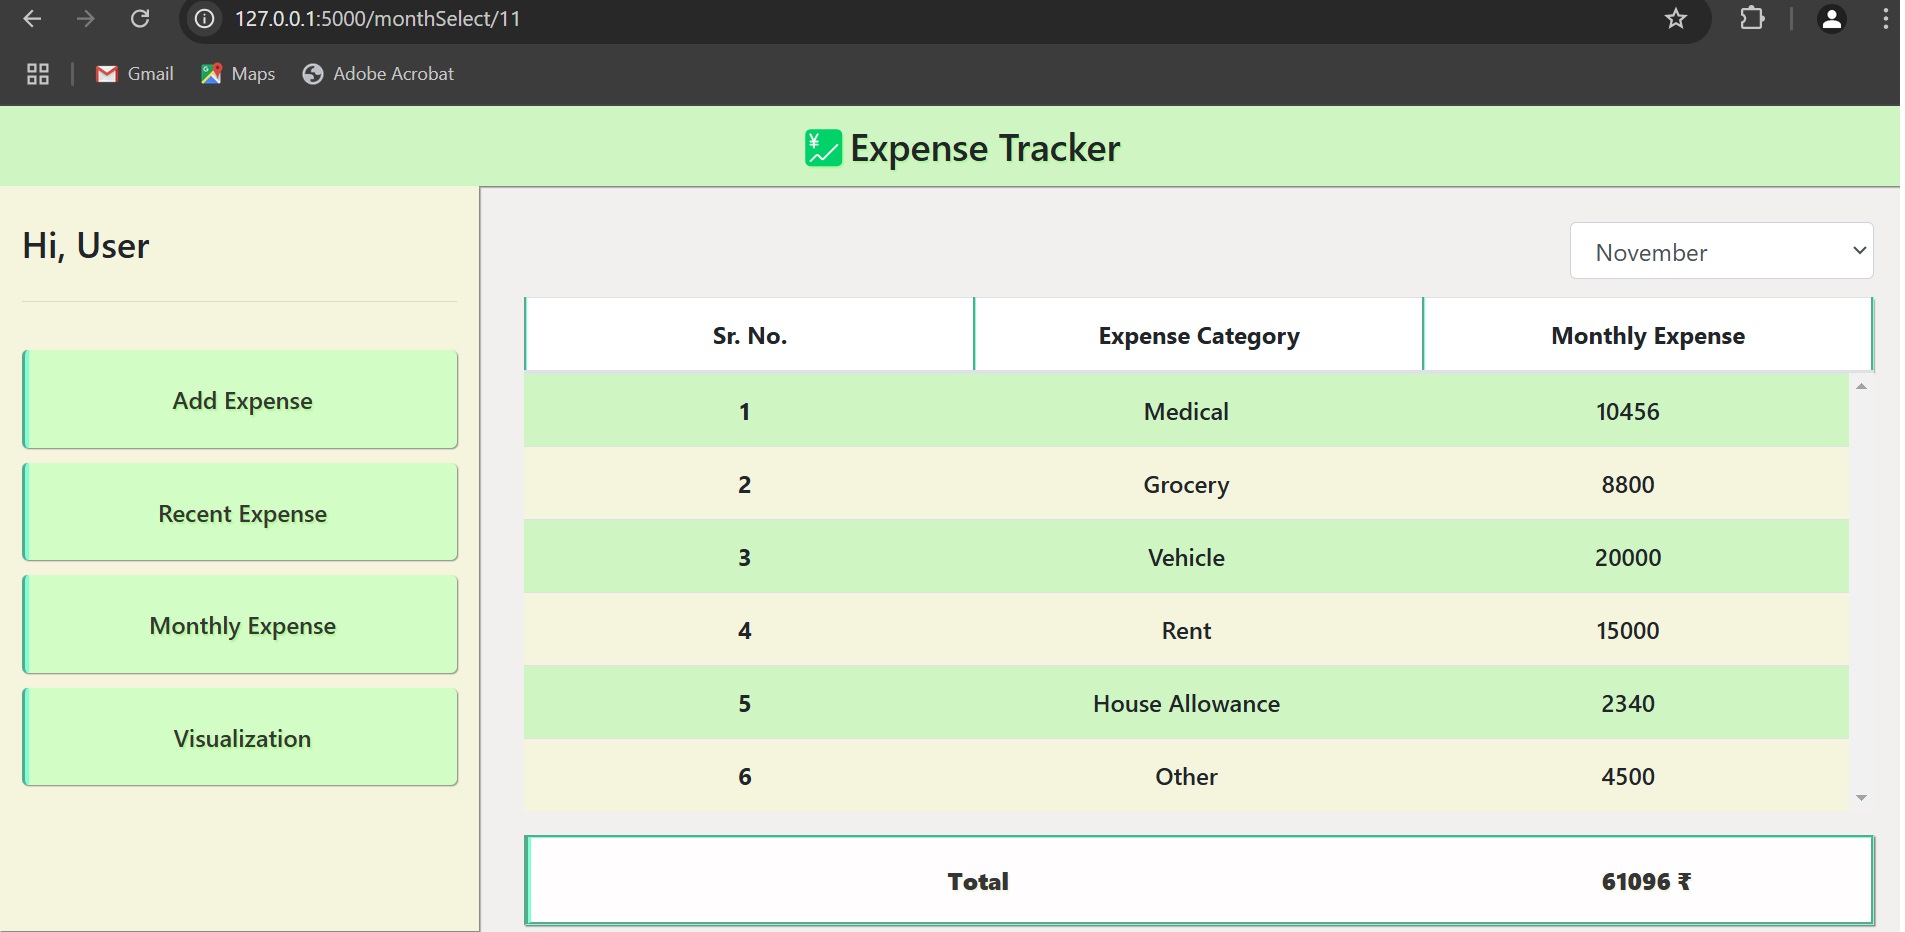 127.0.0.1:5000/monthSelect/11
Gmail Maps Adobe Acrobat
¥ Expense Tracker
Hi, User
Add Expense
Recent Expense
Monthly Expense
Visualization
November
Sr. No. Expense Category Monthly Expense
1 Medical 10456
2 Grocery 8800
3 Vehicle 20000
4 Rent 15000
5 House Allowance 2340
6 Other 4500
Total 61096 ₹